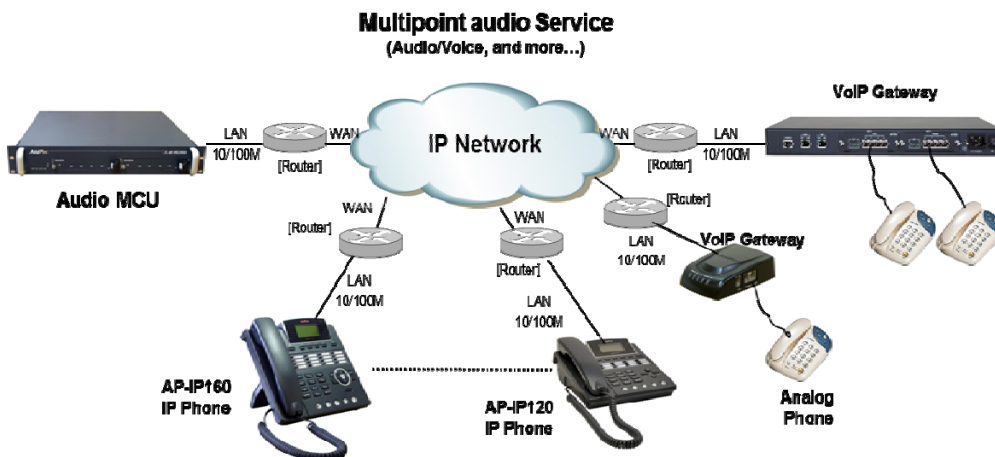 Multipoint audio Service
(Audio/Voice, and more...)
VoIP Gateway
LAN
10/100M
[Router]
WAN
IP Network
WAN
[Router]
LAN
10/100M
Audio MCU
[Router]
WAN
LAN
10/100M
WAN
[Router]
LAN
10/100M
[Router]
LAN
10/100M
VoIP Gateway
AP-IP160
IP Phone
AP-IP120
IP Phone
Analog
Phone